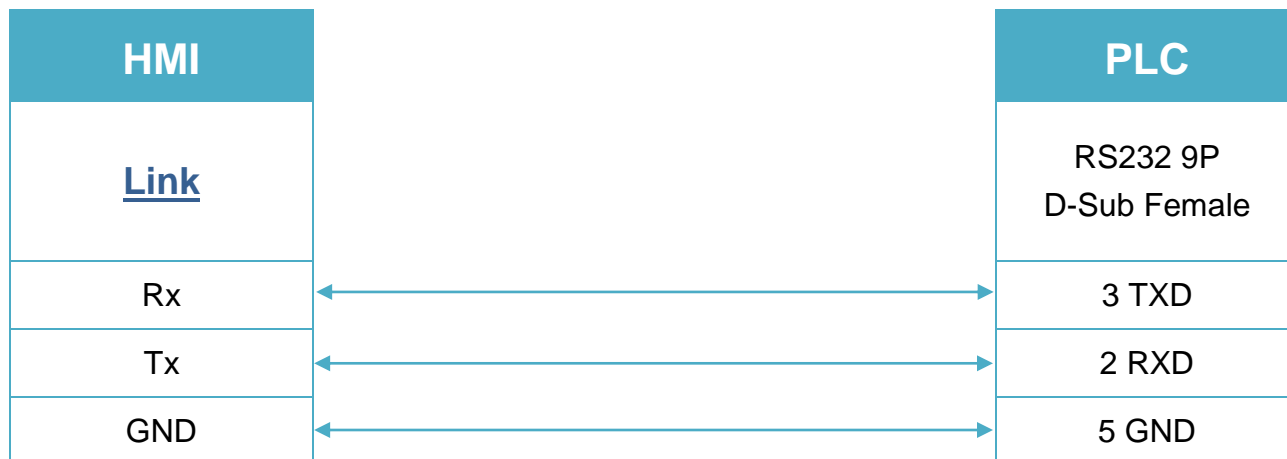 HMI
PLC
Link
RS232 9P
D-Sub Female
Rx
3 TXD
Tx
2 RXD
GND
5 GND